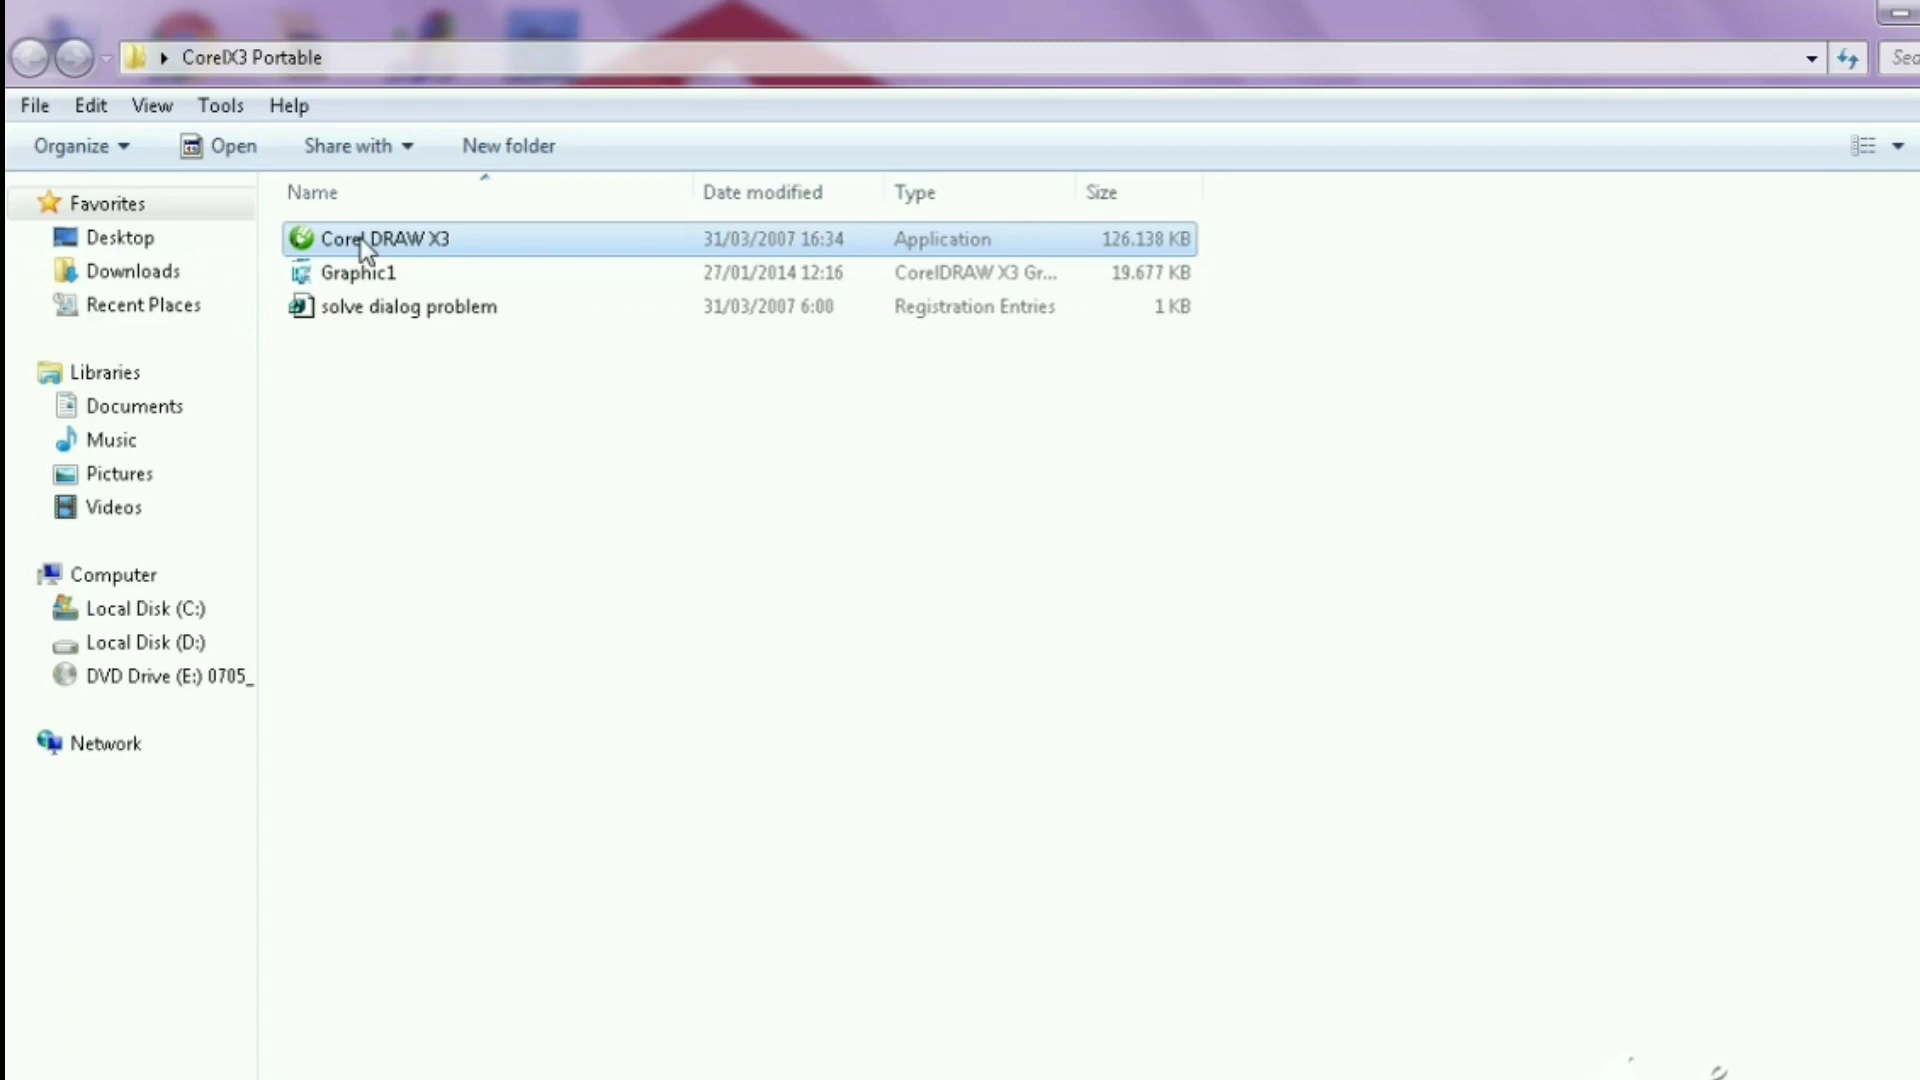 CorelX3 Portable
File Edit View Tools Help
Organize Open Share with New folder
Name Date modified Type Size
Corel DRAW X3 31/03/2007 16:34 Application 126.138 KB
Graphic1 27/01/2014 12:16 CorelDRAW X3 Gr... 19.677 KB
solve dialog problem 31/03/2007 6:00 Registration Entries 1 KB
Favorites
Desktop
Downloads
Recent Places
Libraries
Documents
Music
Pictures
Videos
Computer
Local Disk (C:)
Local Disk (D:)
DVD Drive (E:) 0705_
Network